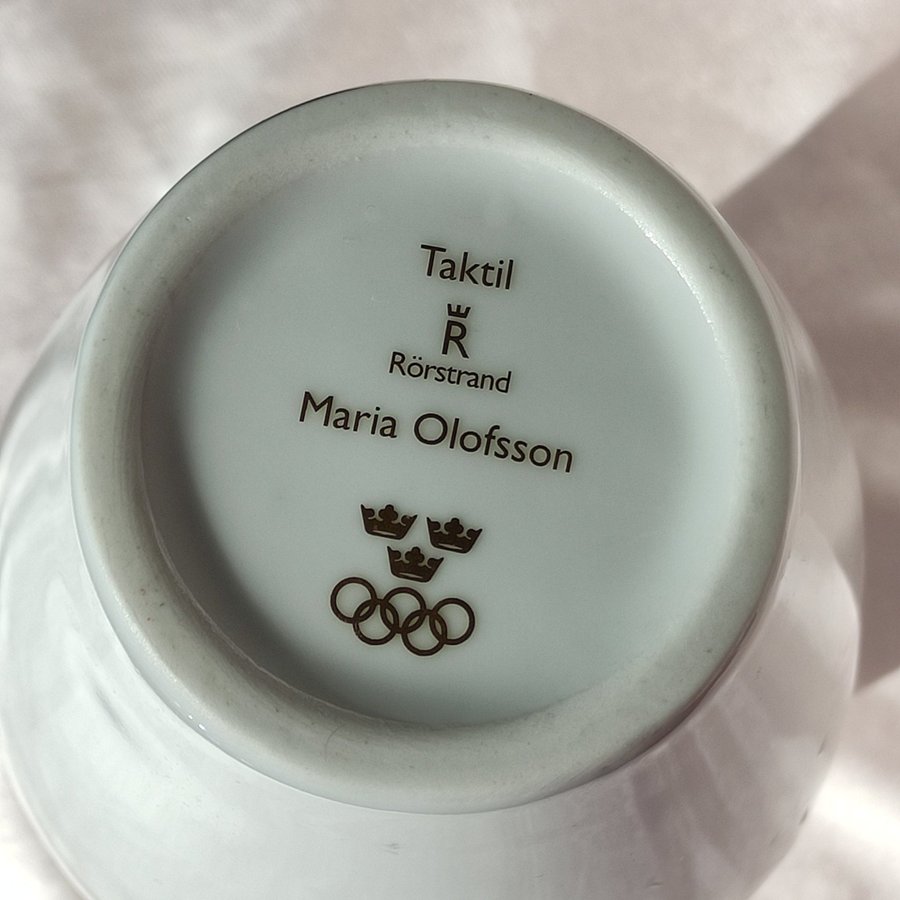 Taktil
R
Rörstrand
Maria Olofsson